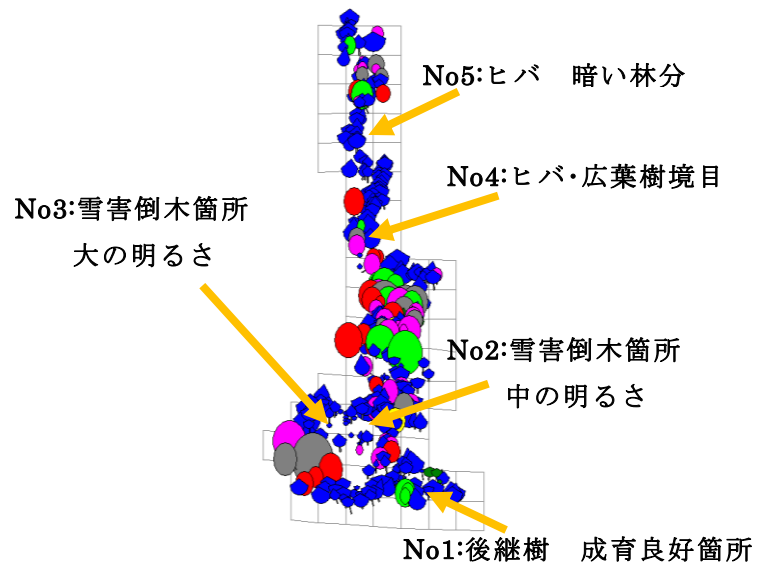 No5:ヒバ　暗い林分
No4:ヒバ・広葉樹境目
No3:雪害倒木箇所
大の明るさ
No2:雪害倒木箇所
中の明るさ
No1:後継樹　成育良好箇所